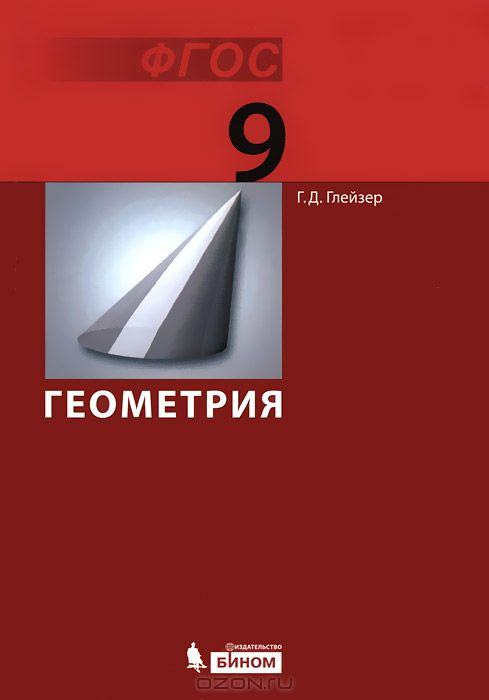 ФГОС
9
Г. Д. Глейзер
ГЕОМЕТРИЯ
ИЗДАТЕЛЬСТВО
БИНОМ
ozon.ru